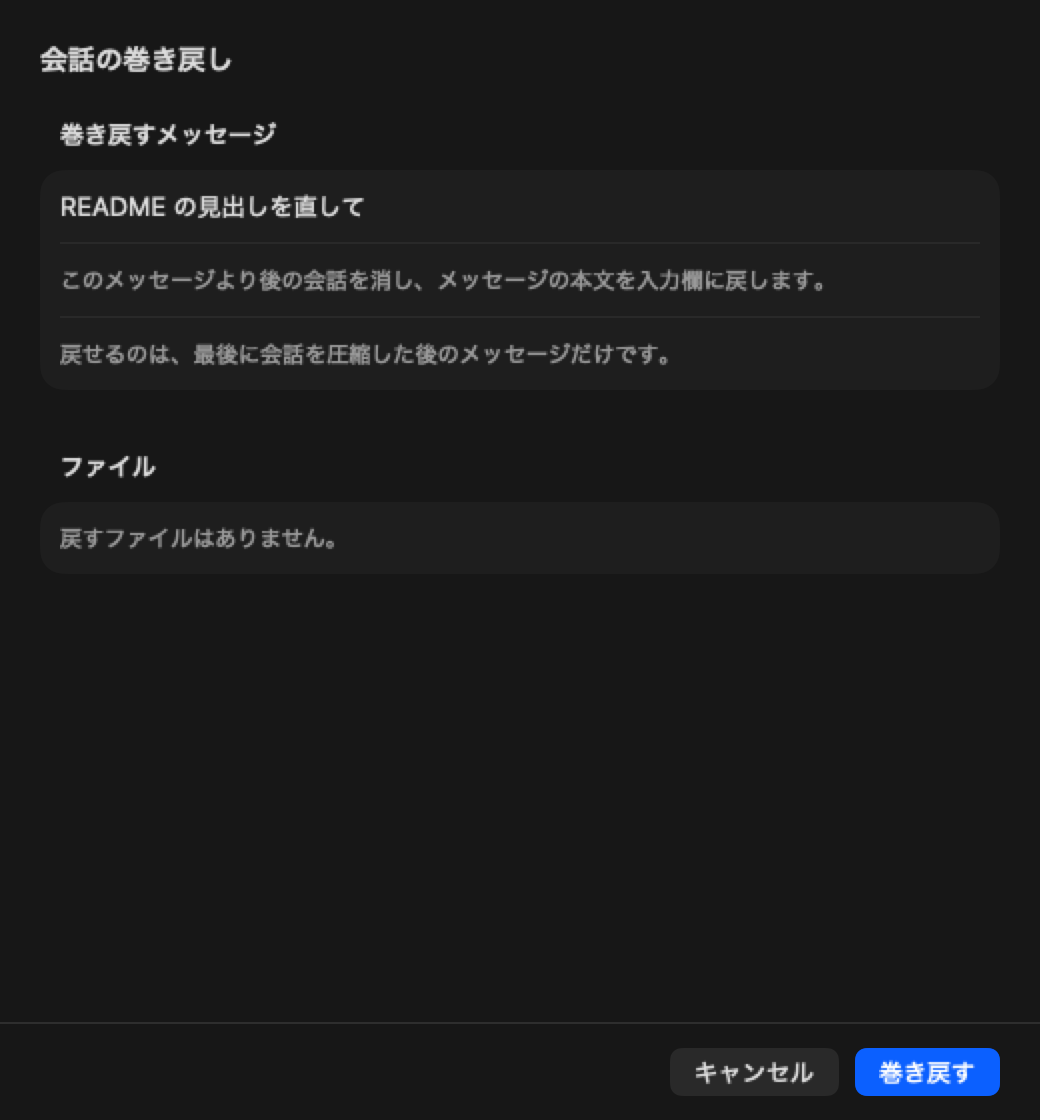 会話の巻き戻し
巻き戻すメッセージ
README の見出しを直して
このメッセージより後の会話を消し、メッセージの本文を入力欄に戻します。
戻せるのは、最後に会話を圧縮した後のメッセージだけです。
ファイル
戻すファイルはありません。
キャンセル
巻き戻す